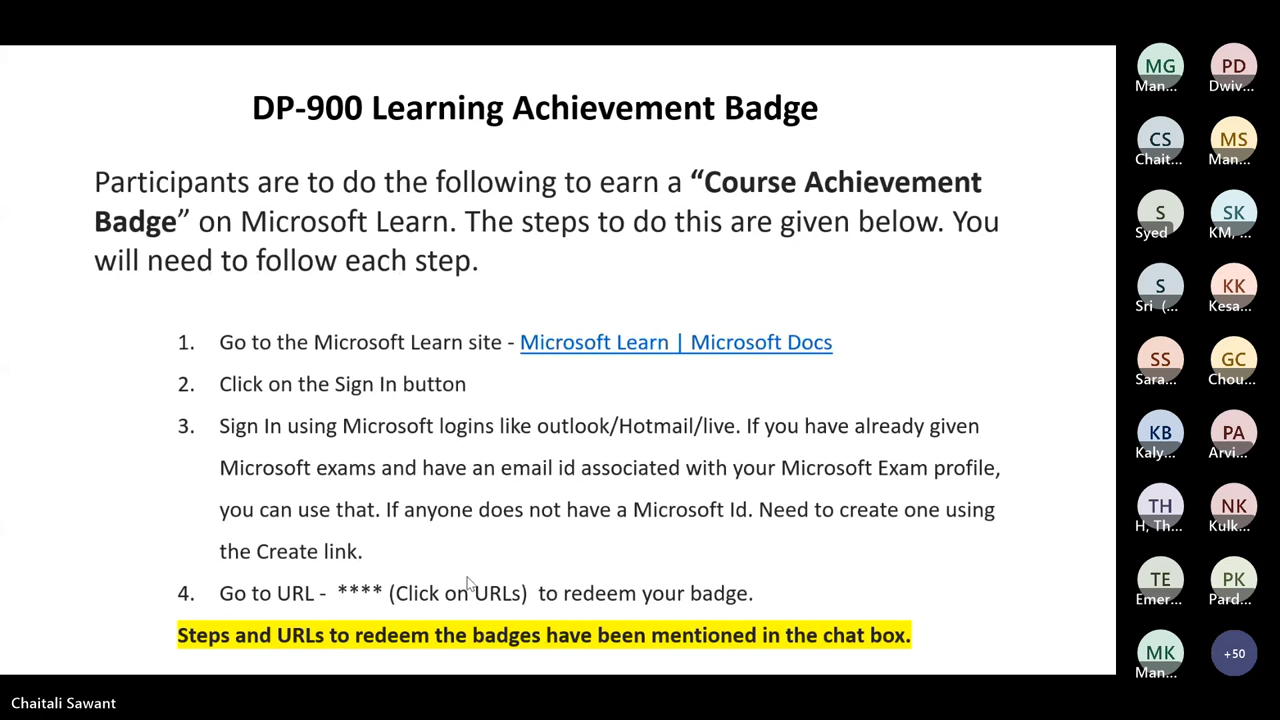 DP-900 Learning Achievement Badge
Participants are to do the following to earn a “Course Achievement
Badge” on Microsoft Learn. The steps to do this are given below. You
will need to follow each step.
1. Go to the Microsoft Learn site - Microsoft Learn | Microsoft Docs
2. Click on the Sign In button
3. Sign In using Microsoft logins like outlook/Hotmail/live. If you have already given
Microsoft exams and have an email id associated with your Microsoft Exam profile,
you can use that. If anyone does not have a Microsoft Id. Need to create one using
the Create link.
4. Go to URL - **** (Click on URLs) to redeem your badge.
Steps and URLs to redeem the badges have been mentioned in the chat box.
MG PD
Man... Dwiv...
CS MS
Chait... Man...
S SK
Syed KM, ...
S KK
Sri (... Kesa...
SS GC
Sara... Chou...
KB PA
Kaly... Arvi...
TH NK
H, Th... Kulk...
TE PK
Emer... Pard...
MK +50
Man...
Chaitali Sawant